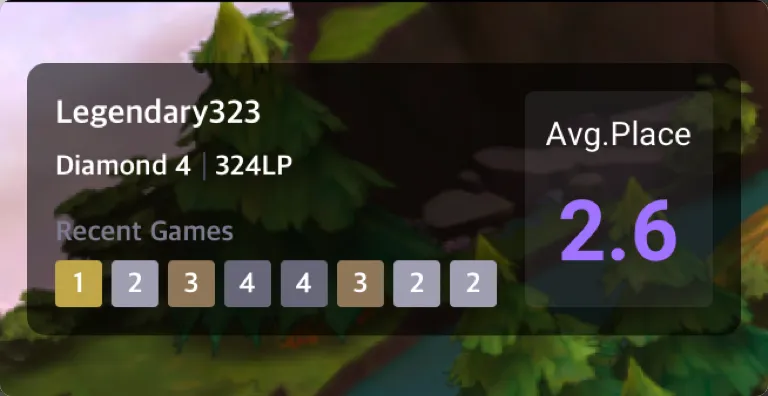 Legendary323
Diamond 4 | 324LP
Recent Games
1 2 3 4 4 3 2 2
Avg.Place
2.6